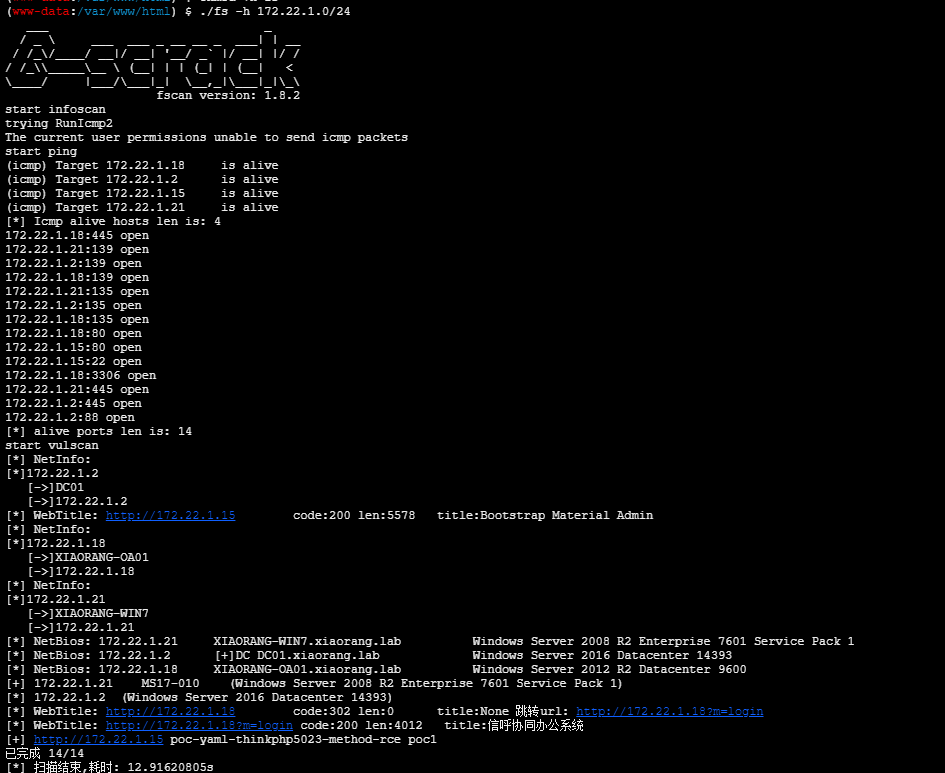 (www-data:/var/www/html) $ ./fs -h 172.22.1.0/24
fscan version: 1.8.2
start infoscan
trying RunIcmp2
The current user permissions unable to send icmp packets
start ping
(icmp) Target 172.22.1.18     is alive
(icmp) Target 172.22.1.2      is alive
(icmp) Target 172.22.1.15     is alive
(icmp) Target 172.22.1.21     is alive
[*] Icmp alive hosts len is: 4
172.22.1.18:445 open
172.22.1.21:139 open
172.22.1.2:139 open
172.22.1.18:139 open
172.22.1.21:135 open
172.22.1.2:135 open
172.22.1.18:135 open
172.22.1.18:80 open
172.22.1.15:80 open
172.22.1.15:22 open
172.22.1.18:3306 open
172.22.1.21:445 open
172.22.1.2:445 open
172.22.1.2:88 open
[*] alive ports len is: 14
start vulscan
[*] NetInfo:
[*]172.22.1.2
   [->]DC01
   [->]172.22.1.2
[*] WebTitle: http://172.22.1.15        code:200 len:5578   title:Bootstrap Material Admin
[*] NetInfo:
[*]172.22.1.18
   [->]XIAORANG-OA01
   [->]172.22.1.18
[*] NetInfo:
[*]172.22.1.21
   [->]XIAORANG-WIN7
   [->]172.22.1.21
[*] NetBios: 172.22.1.21     XIAORANG-WIN7.xiaorang.lab          Windows Server 2008 R2 Enterprise 7601 Service Pack 1
[*] NetBios: 172.22.1.2      [+]DC DC01.xiaorang.lab             Windows Server 2016 Datacenter 14393
[*] NetBios: 172.22.1.18     XIAORANG-OA01.xiaorang.lab          Windows Server 2012 R2 Datacenter 9600
[+] 172.22.1.21    MS17-010    (Windows Server 2008 R2 Enterprise 7601 Service Pack 1)
[*] 172.22.1.2  (Windows Server 2016 Datacenter 14393)
[*] WebTitle: http://172.22.1.18        code:302 len:0      title:None 跳转url: http://172.22.1.18?m=login
[*] WebTitle: http://172.22.1.18?m=login code:200 len:4012   title:信呼协同办公系统
[+] http://172.22.1.15 poc-yaml-thinkphp5023-method-rce poc1
已完成 14/14
[*] 扫描结束,耗时: 12.91620805s